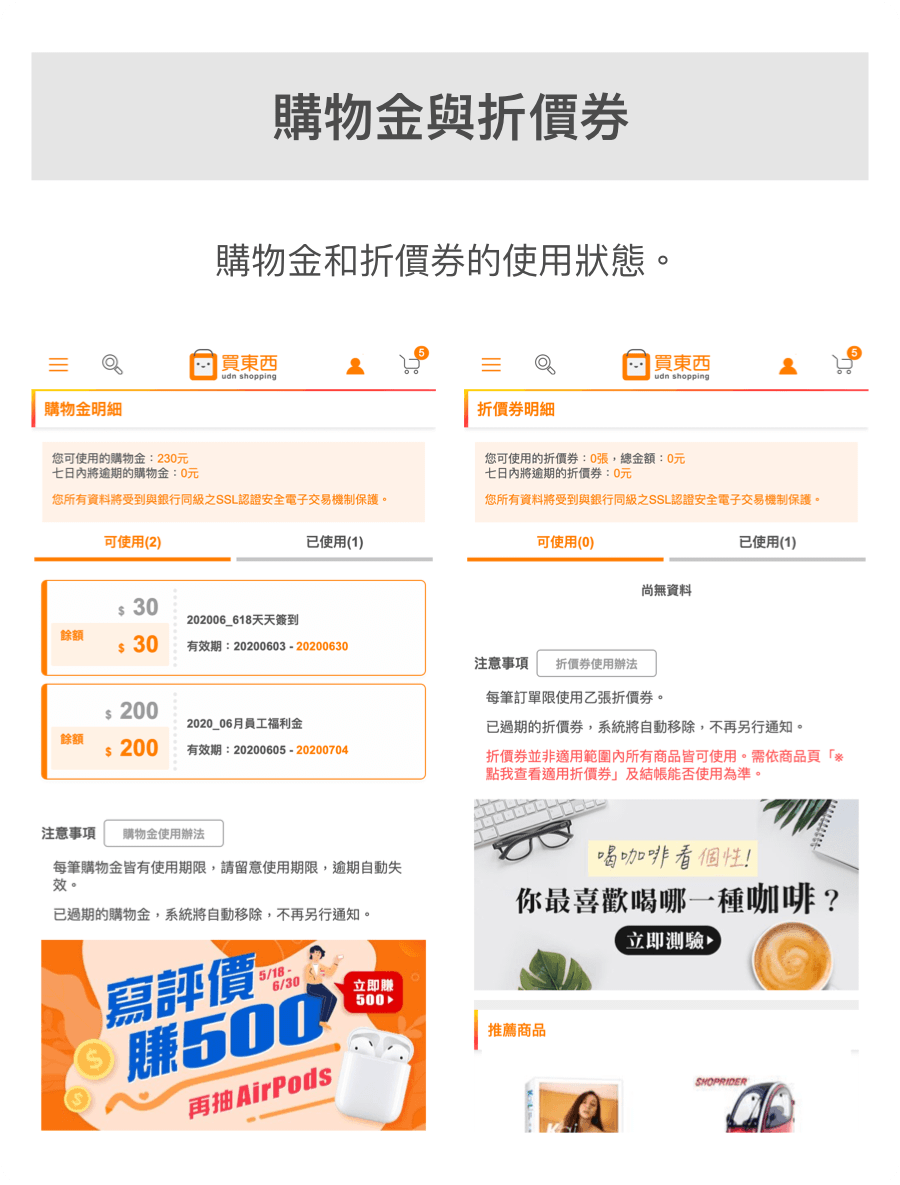 購物金與折價券
購物金和折價券的使用狀態。
買東西
udn shopping
5
購物金明細
您可使用的購物金：230元
七日內將逾期的購物金：0元
您所有資料將受到與銀行同級之SSL認證安全電子交易機制保護。
可使用(2)
已使用(1)
$ 30
餘額 $ 30
202006_618天天簽到
有效期：20200603 - 20200630
$ 200
餘額 $ 200
2020_06月員工福利金
有效期：20200605 - 20200704
注意事項 購物金使用辦法
每筆購物金皆有使用期限，請留意使用期限，逾期自動失
效。
已過期的購物金，系統將自動移除，不再另行通知。
寫評價
5/18 -
6/30
賺500
立即賺
500
再抽AirPods
買東西
udn shopping
5
折價券明細
您可使用的折價券：0張，總金額：0元
七日內將逾期的折價券：0元
您所有資料將受到與銀行同級之SSL認證安全電子交易機制保護。
可使用(0)
已使用(1)
尚無資料
注意事項 折價券使用辦法
每筆訂單限使用乙張折價券。
已過期的折價券，系統將自動移除，不再另行通知。
折價券並非適用範圍內所有商品皆可使用。需依商品頁「※
點我查看適用折價券」及結帳能否使用為準。
喝咖啡看個性!
你最喜歡喝哪一種咖啡？
立即測驗
推薦商品
SHOPRIDER